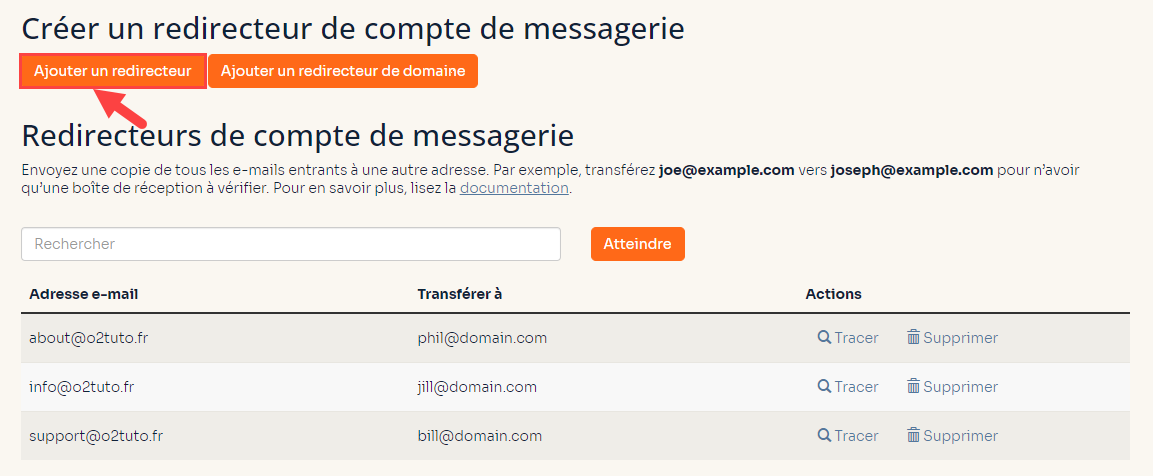 Créer un redirecteur de compte de messagerie
Ajouter un redirecteur Ajouter un redirecteur de domaine
Redirecteurs de compte de messagerie
Envoyez une copie de tous les e-mails entrants à une autre adresse. Par exemple, transférez joe@example.com vers joseph@example.com pour n’avoir
qu’une boîte de réception à vérifier. Pour en savoir plus, lisez la documentation.
Rechercher Atteindre
Adresse e-mail Transférer à Actions
about@o2tuto.fr phil@domain.com Tracer Supprimer
info@o2tuto.fr jill@domain.com Tracer Supprimer
support@o2tuto.fr bill@domain.com Tracer Supprimer